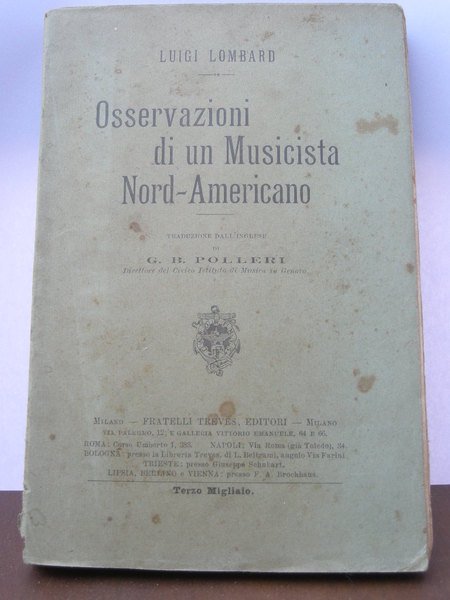 LUIGI LOMBARD
Osservazioni
di un Musicista
Nord-Americano
TRADUZIONE DALL'INGLESE
DI
G. B. POLLERI
Direttore del Civico Istituto di Musica in Genova
MILANO — FRATELLI TREVES, EDITORI — MILANO
VIA PALERMO, 12; E GALLERIA VITTORIO EMANUELE, 64 E 66.
ROMA: Corso Umberto I, 383. NAPOLI: Via Roma (già Toledo), 34.
BOLOGNA: presso la Libreria Treves, di L. Beltrami, angolo Via Farini.
TRIESTE: presso Giuseppe Schubart.
LIPSIA, BERLINO e VIENNA: presso F. A. Brockhaus.
Terzo Migliaio.